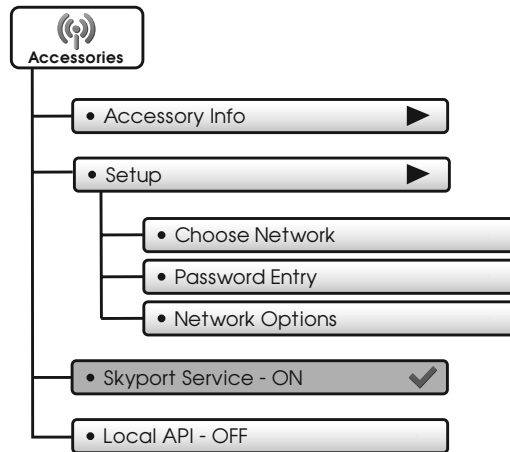 Accessories
• Accessory Info
• Setup
• Choose Network
• Password Entry
• Network Options
• Skyport Service - ON
• Local API - OFF